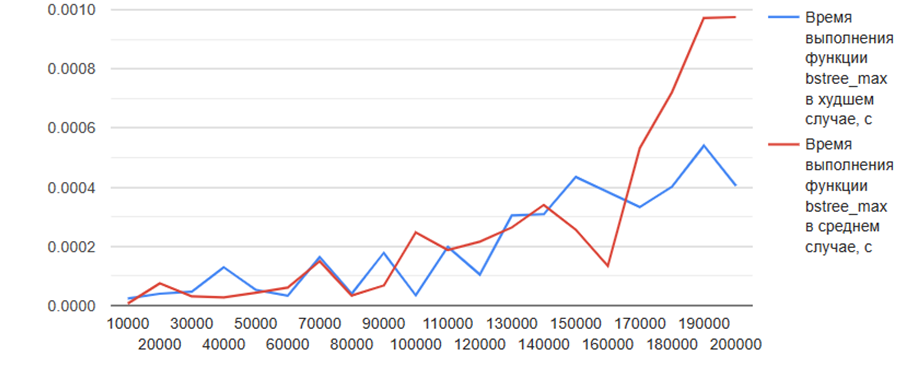 0.0010
0.0008
0.0006
0.0004
0.0002
0.0000
10000 30000 50000 70000 90000 110000 130000 150000 170000 190000
20000 40000 60000 80000 100000 120000 140000 160000 180000 200000
Время
выполнения
функции
bstree_max
в худшем
случае, с
Время
выполнения
функции
bstree_max
в среднем
случае, с